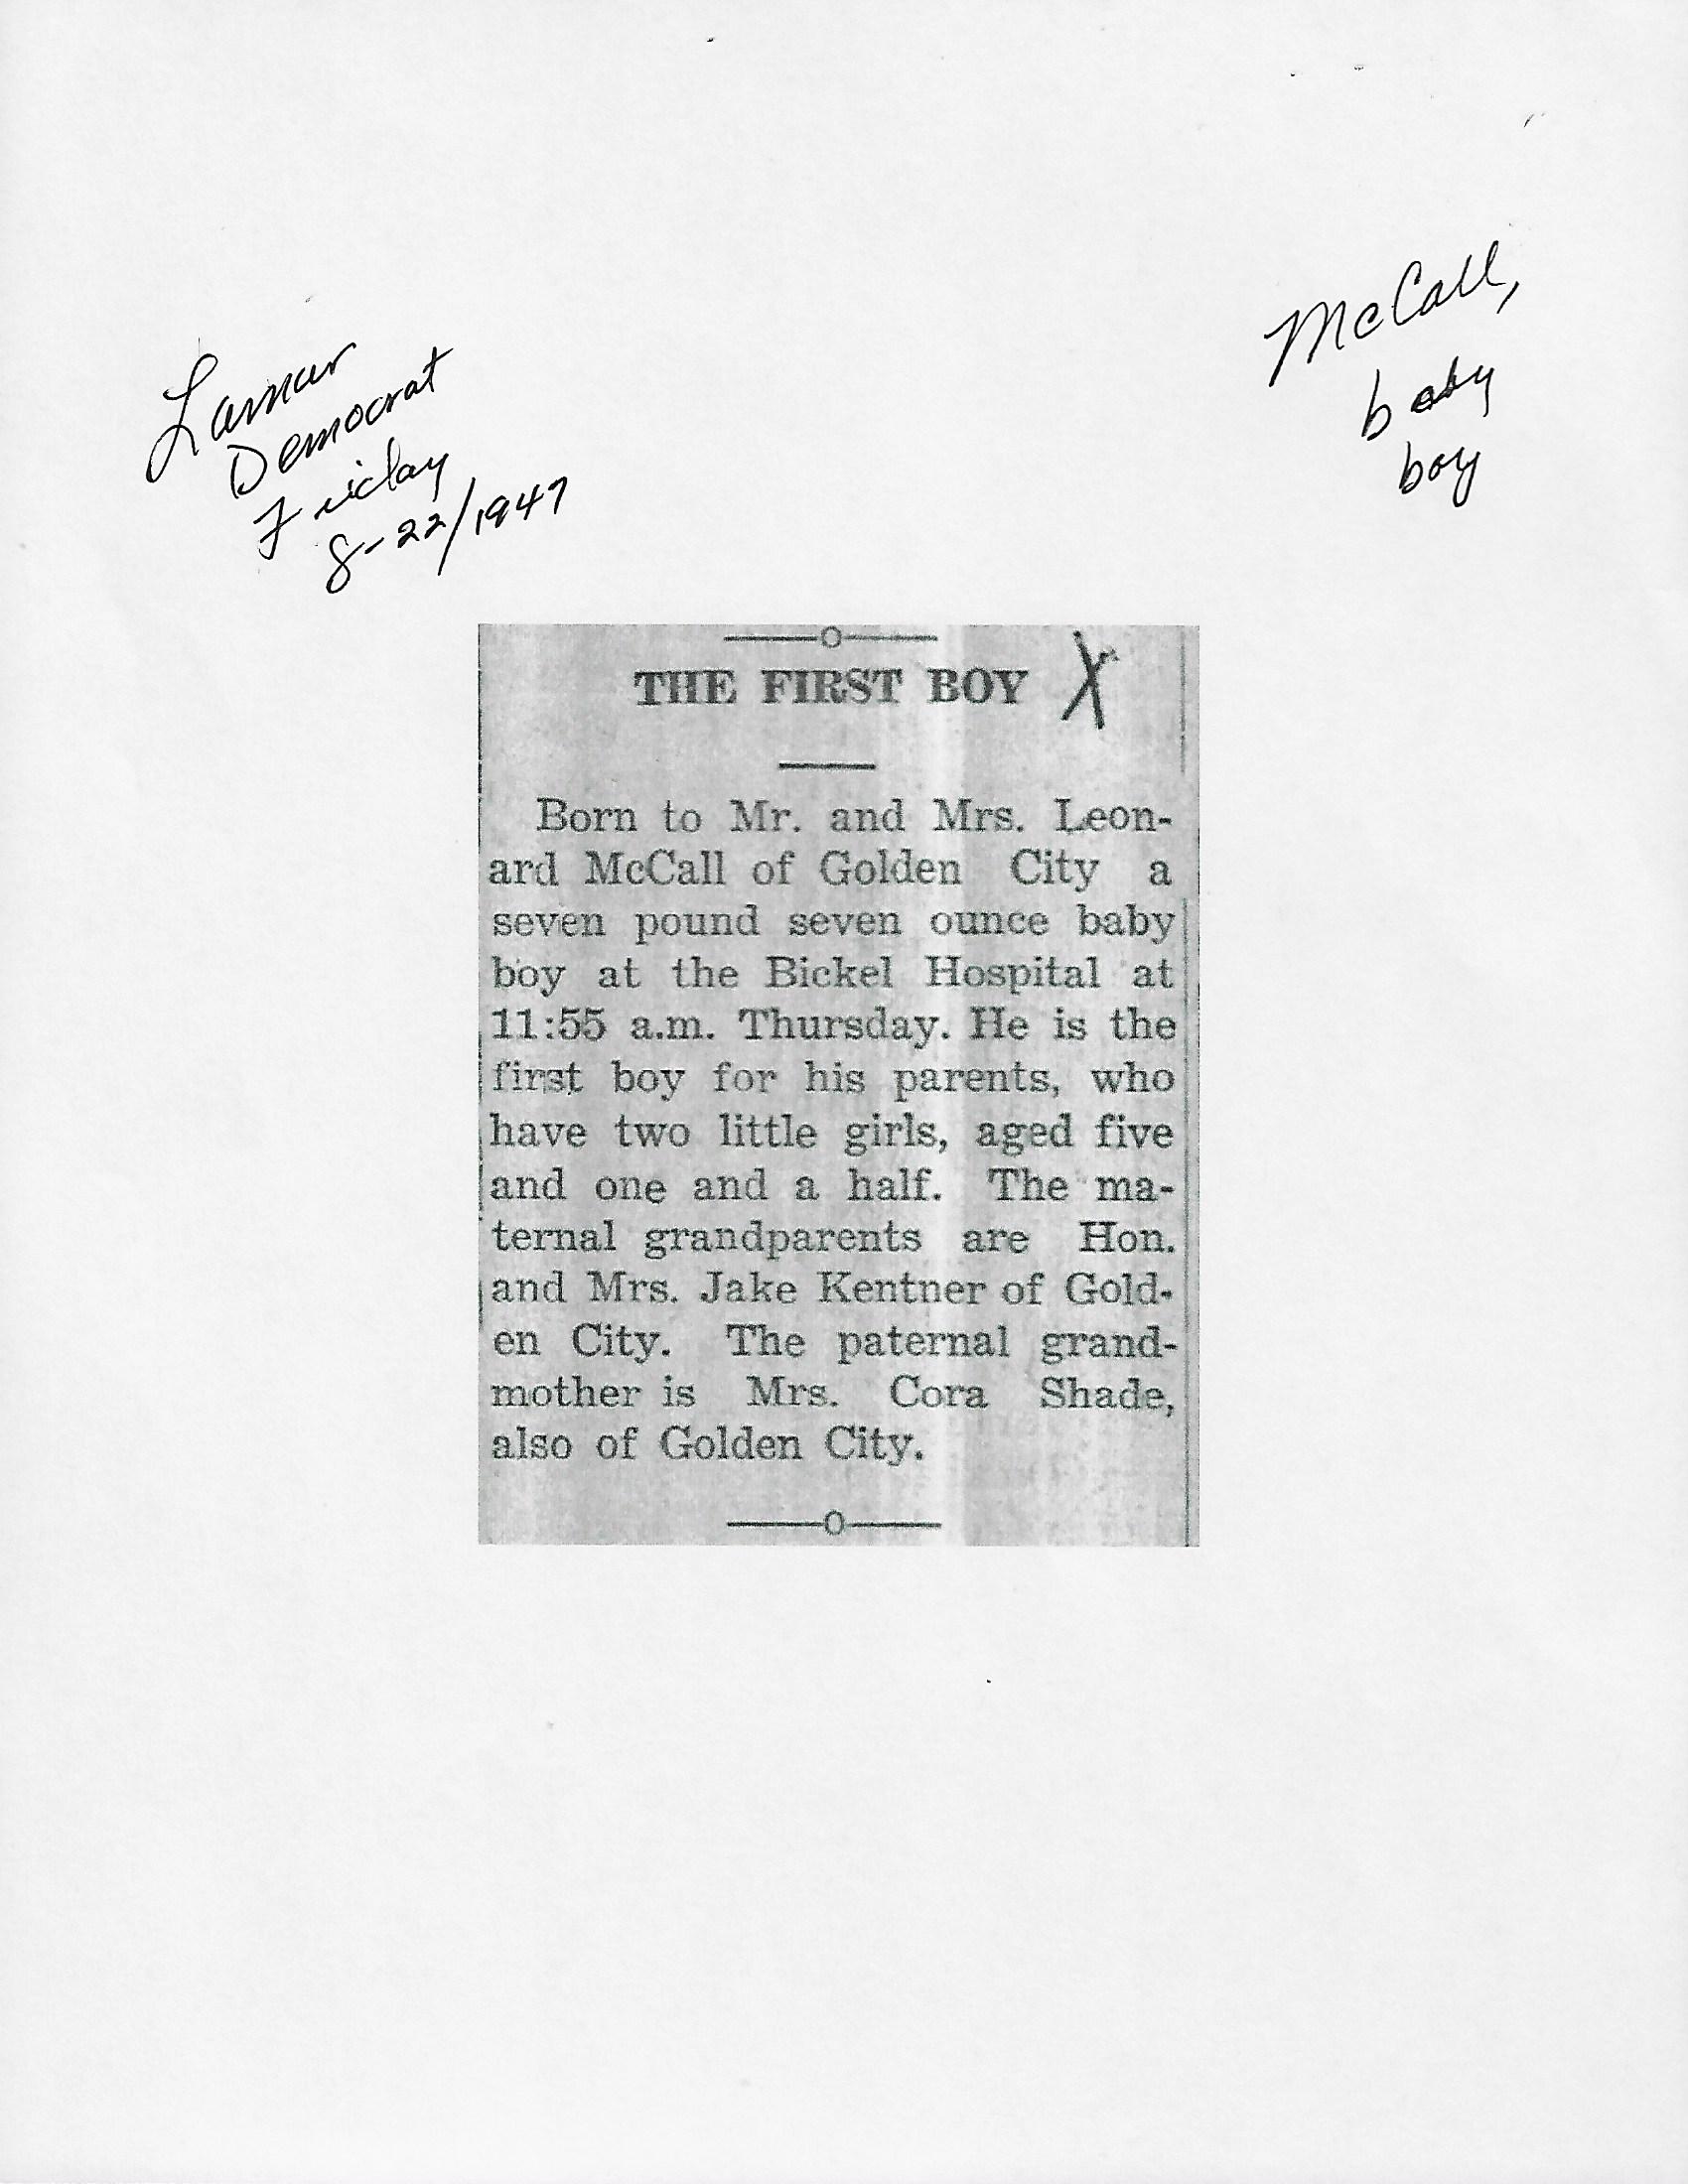 Lamar
Democrat
Friday
8-22/1947
McCall,
baby
boy
THE FIRST BOY X
Born to Mr. and Mrs. Leon-
ard McCall of Golden City a
seven pound seven ounce baby
boy at the Bickel Hospital at
11:55 a.m. Thursday. He is the
first boy for his parents, who
have two little girls, aged five
and one and a half. The ma-
ternal grandparents are Hon.
and Mrs. Jake Kentner of Gold-
en City. The paternal grand-
mother is Mrs. Cora Shade,
also of Golden City.